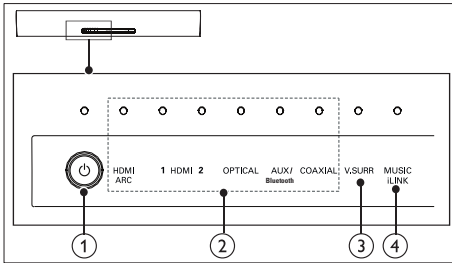 HDMI ARC 1 HDMI 2 OPTICAL AUX/ Bluetooth COAXIAL V.SURR MUSIC iLINK
1 2 3 4